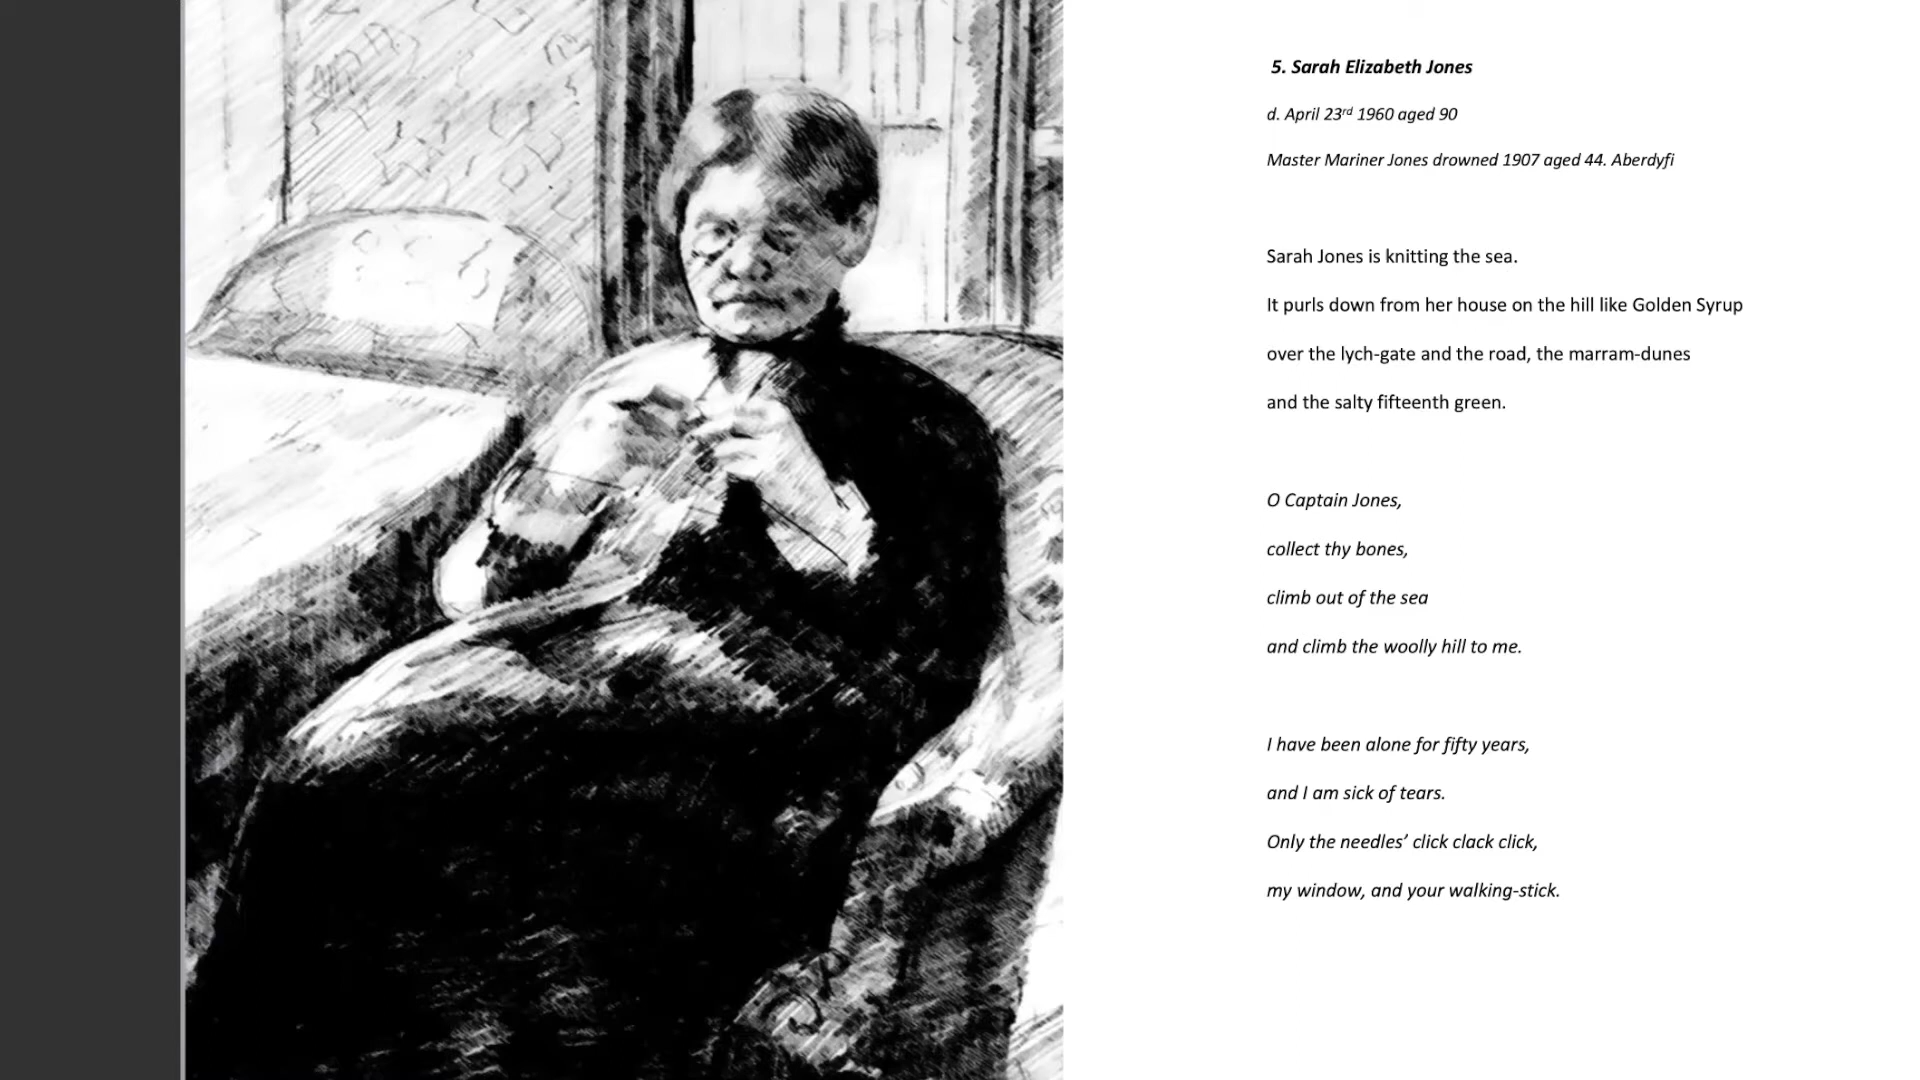 5. Sarah Elizabeth Jones
d. April 23rd 1960 aged 90
Master Mariner Jones drowned 1907 aged 44. Aberdyfi
Sarah Jones is knitting the sea.
It purls down from her house on the hill like Golden Syrup
over the lych-gate and the road, the marram-dunes
and the salty fifteenth green.
O Captain Jones,
collect thy bones,
climb out of the sea
and climb the woolly hill to me.
I have been alone for fifty years,
and I am sick of tears.
Only the needles’ click clack click,
my window, and your walking-stick.